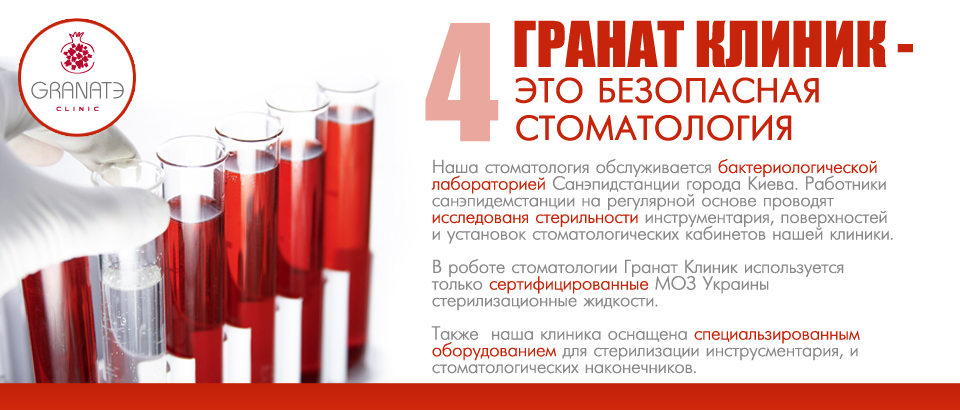 GRANATЭ
CLINIC
4
ГРАНАТ КЛИНИК -
ЭТО БЕЗОПАСНАЯ
СТОМАТОЛОГИЯ
Наша стоматология обслуживается бактериологической
лабораторией Санэпидстанции города Киева. Работники
санэпидемстанции на регулярной основе проводят
исследованя стерильности инструментария, поверхностей
и установок стоматологических кабинетов нашей клиники.
В роботе стоматологии Гранат Клиник используется
только сертифицированные МОЗ Украины
стерилизационные жидкости.
Также наша клиника оснащена специальзированным
оборудованием для стерилизации инструсментария, и
стоматологических наконечников.